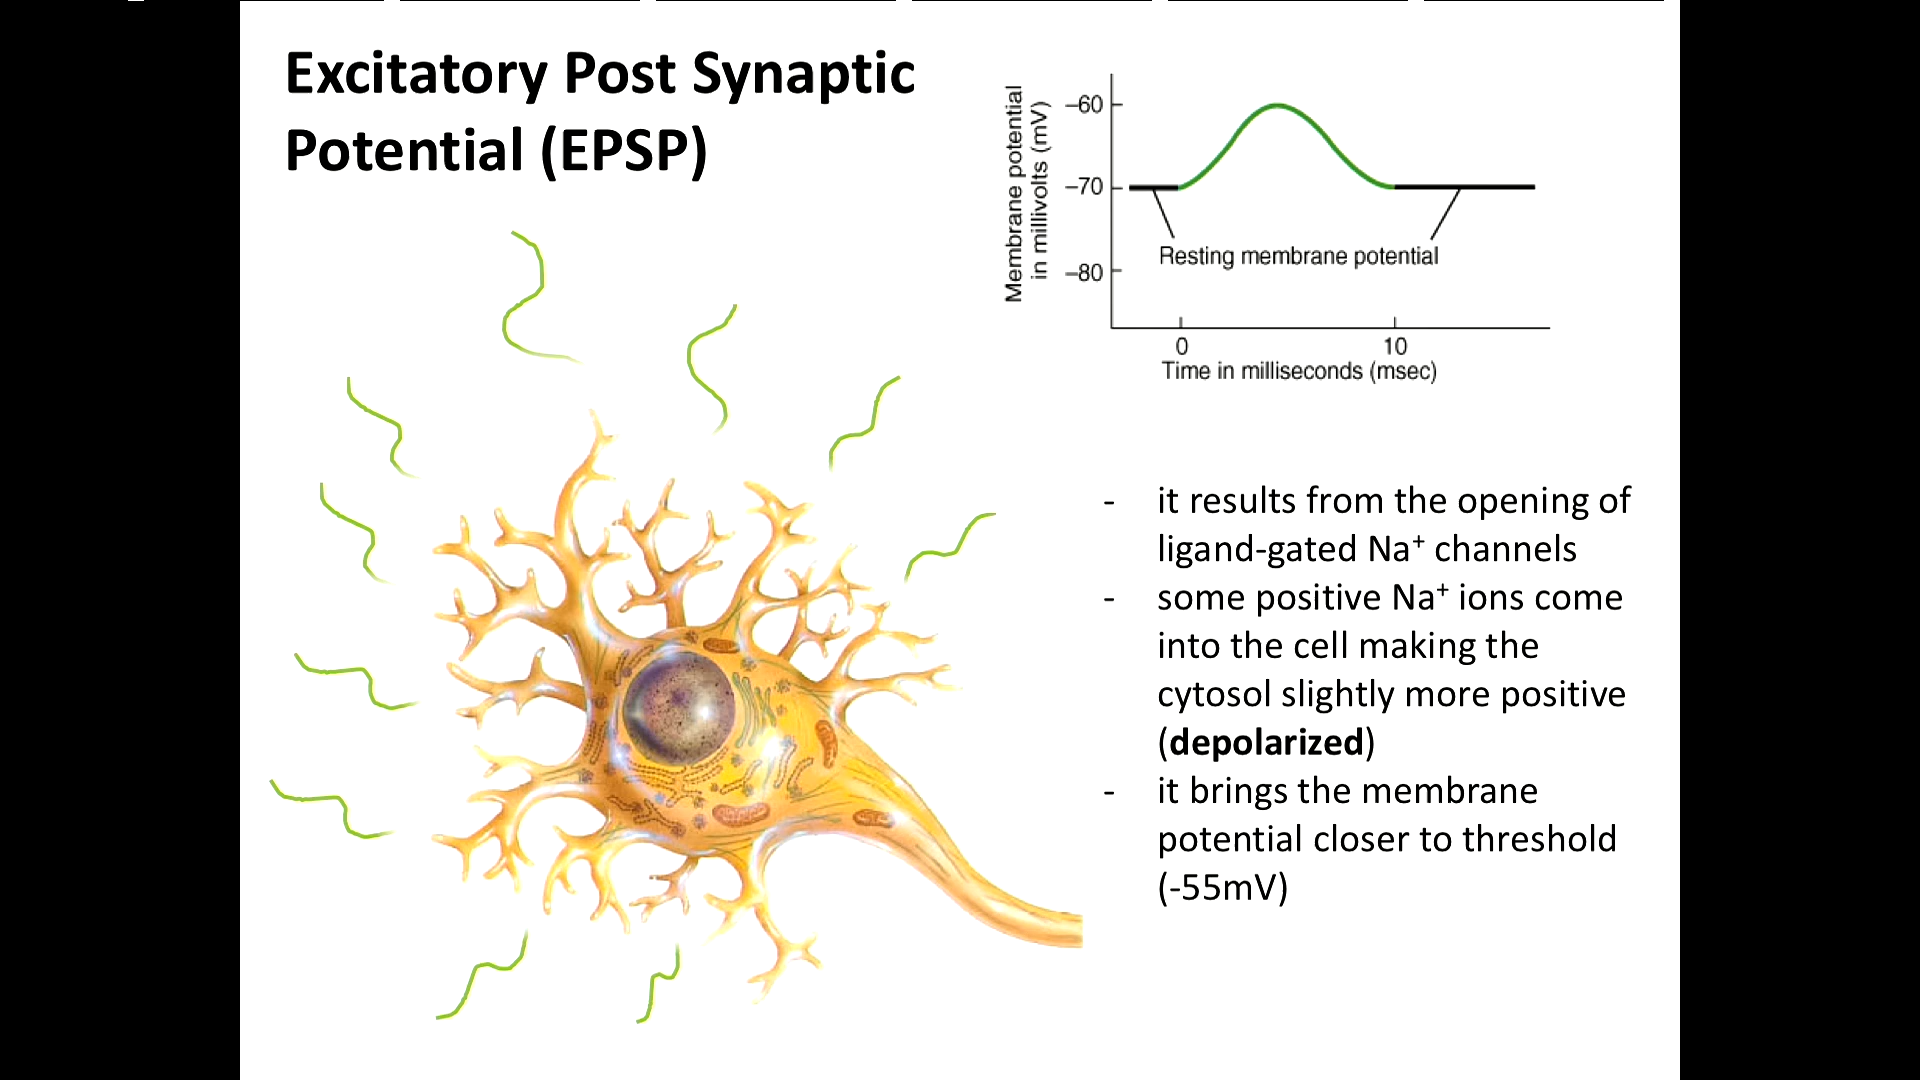 Excitatory Post Synaptic
Potential (EPSP)
Membrane potential
in millivolts (mV)
–60
–70
–80
Resting membrane potential
0
10
Time in milliseconds (msec)
- it results from the opening of
ligand-gated Na⁺ channels
- some positive Na⁺ ions come
into the cell making the
cytosol slightly more positive
(depolarized)
- it brings the membrane
potential closer to threshold
(-55mV)